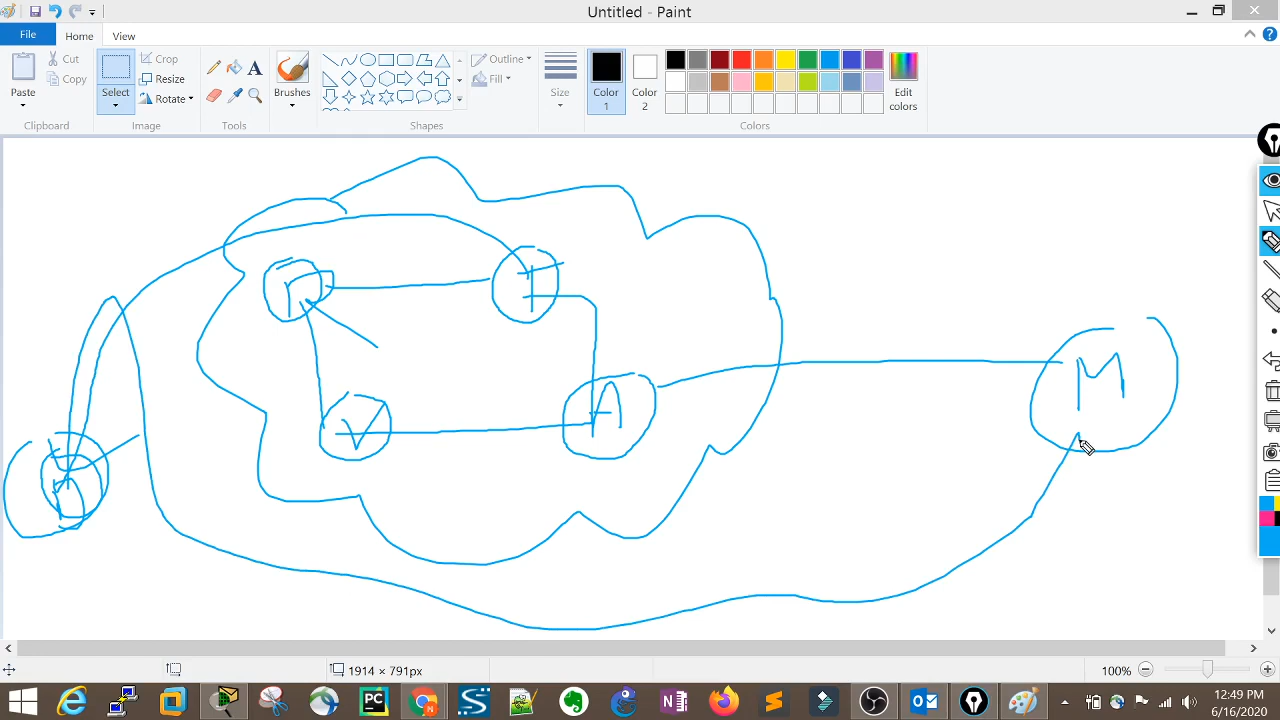 Untitled - Paint
File
Home
View
Paste
Cut
Copy
Clipboard
Select
Crop
Resize
Rotate
Image
A
Tools
Brushes
Outline
Fill
Shapes
Size
Color 1
Color 2
Edit colors
Colors
T
V
A
M
1914 × 791px
100%
PC
N
12:49 PM
6/16/2020